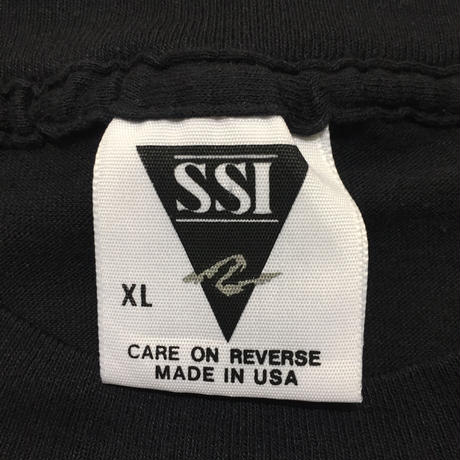 SSI
XL
CARE ON REVERSE
MADE IN USA